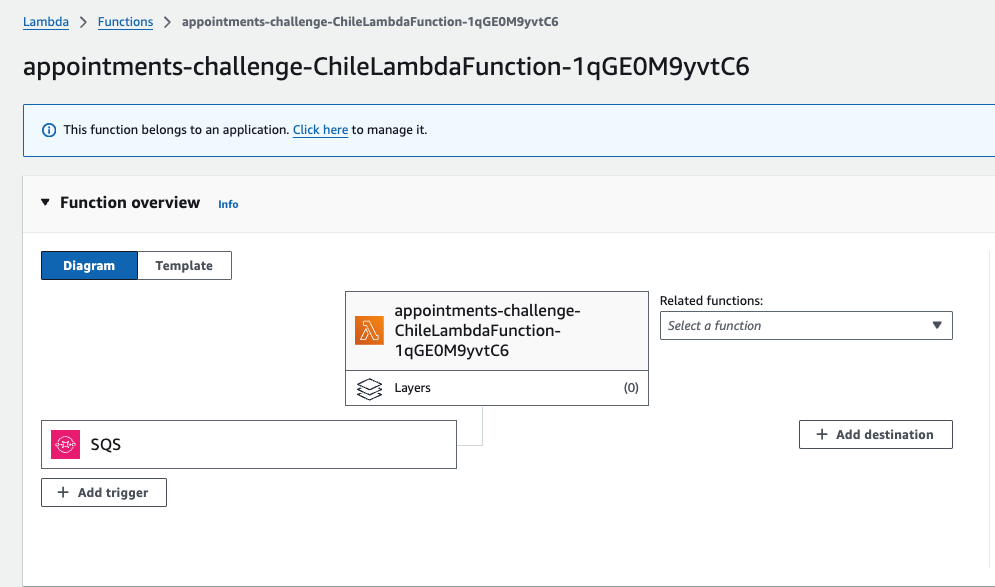 Lambda > Functions > appointments-challenge-ChileLambdaFunction-1qGE0M9yvtC6
appointments-challenge-ChileLambdaFunction-1qGE0M9yvtC6
This function belongs to an application. Click here to manage it.
Function overview Info
Diagram Template
appointments-challenge-
ChileLambdaFunction-
1qGE0M9yvtC6
Layers (0)
Related functions:
Select a function
SQS
+ Add trigger
+ Add destination